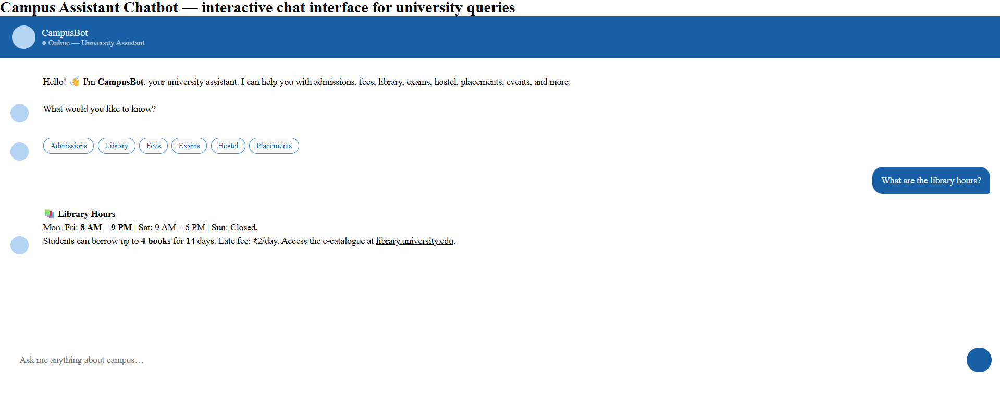 Campus Assistant Chatbot — interactive chat interface for university queries
CampusBot
● Online — University Assistant
Hello! 👋 I'm CampusBot, your university assistant. I can help you with admissions, fees, library, exams, hostel, placements, events, and more.
What would you like to know?
Admissions Library Fees Exams Hostel Placements
What are the library hours?
📚 Library Hours
Mon–Fri: 8 AM – 9 PM | Sat: 9 AM – 6 PM | Sun: Closed.
Students can borrow up to 4 books for 14 days. Late fee: ₹2/day. Access the e-catalogue at library.university.edu.
Ask me anything about campus…